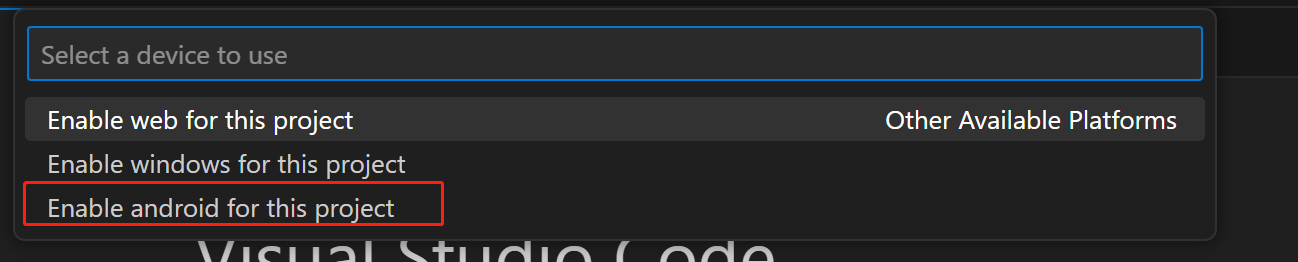 Select a device to use
Enable web for this project Other Available Platforms
Enable windows for this project
Enable android for this project
Visual Studio Code